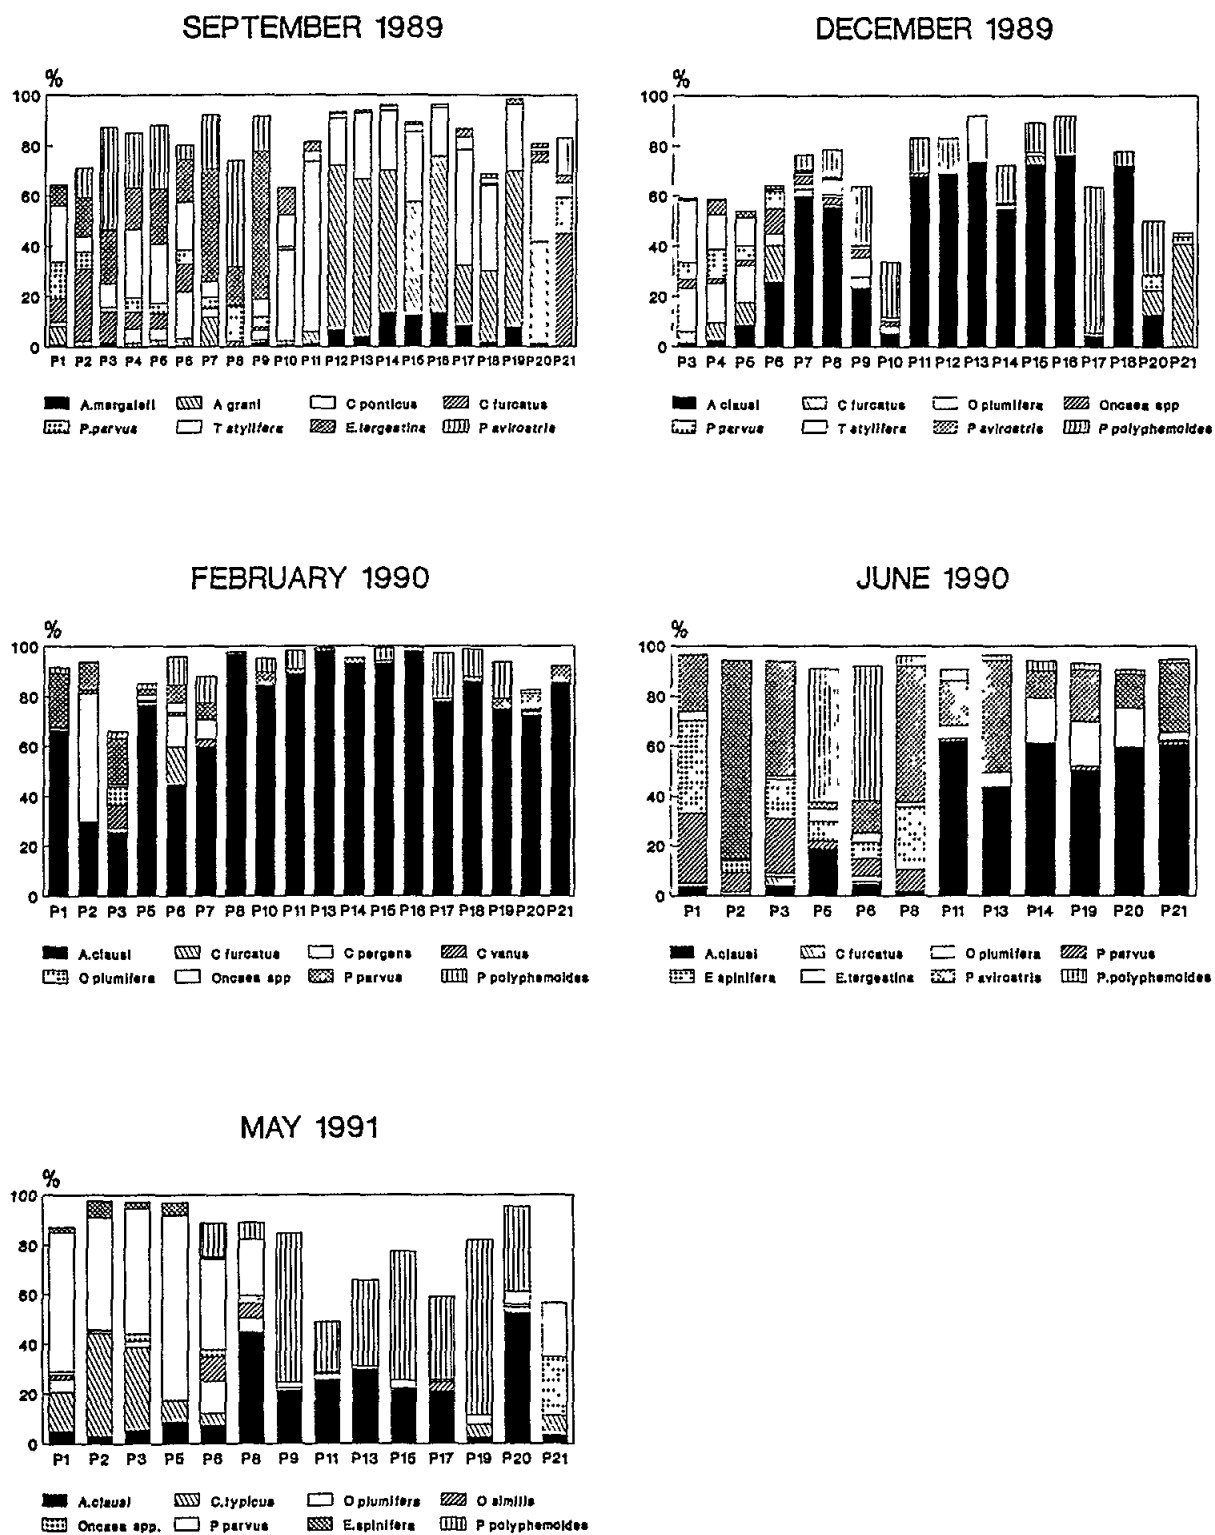 SEPTEMBER 1989
%
100
80
60
40
20
0
P1 P2 P3 P4 P5 P6 P7 P8 P9 P10 P11 P12 P13 P14 P15 P16 P17 P18 P19 P20 P21
A.margalefi A grani C ponticus C furcatus
P.parvus T stylifera E.tergestina P avirostris
DECEMBER 1989
%
100
80
60
40
20
0
P3 P4 P5 P6 P7 P8 P9 P10 P11 P12 P13 P14 P15 P16 P17 P18 P20 P21
A clausi C furcatus O plumifera Oncaea spp
P parvus T stylifera P avirostris P polyphemoides
FEBRUARY 1990
%
100
80
60
40
20
0
P1 P2 P3 P5 P6 P7 P8 P10 P11 P13 P14 P15 P16 P17 P18 P19 P20 P21
A.clausi C furcatus C pergens C vanus
O plumifera Oncaea spp P parvus P polyphemoides
JUNE 1990
%
100
80
60
40
20
0
P1 P2 P3 P5 P6 P8 P11 P13 P14 P19 P20 P21
A.clausi C furcatus O plumifera P parvus
E spinifera E.tergestina P avirostris P.polyphemoides
MAY 1991
%
100
80
60
40
20
0
P1 P2 P3 P5 P6 P8 P9 P11 P13 P15 P17 P19 P20 P21
A.clausi C.typicus O plumifera O similis
Oncaea spp. P parvus E.spinifera P polyphemoides